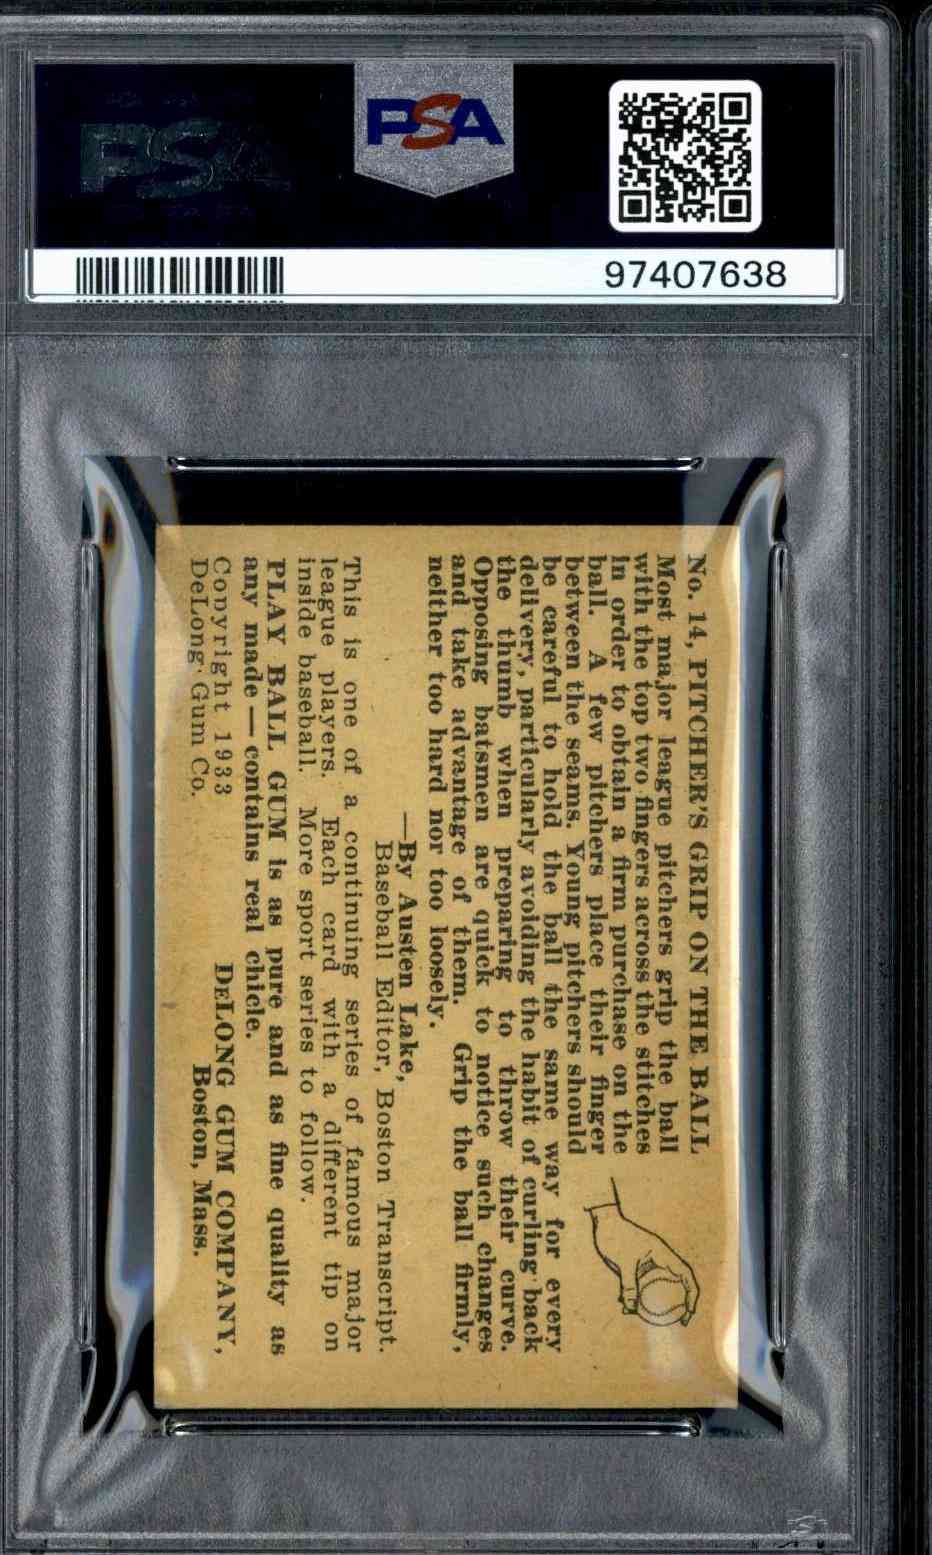 PSA
PSA
97407638
No. 14, PITCHER'S GRIP ON THE BALL
Most major league pitchers grip the ball
with the top two fingers across the stitches
in order to obtain a firm purchase on the
ball. A few pitchers place their finger
between the seams. Young pitchers should
be careful to hold the ball the same way for every
delivery, particularly avoiding the habit of curling back
the thumb when preparing to throw their curve.
Opposing batsmen are quick to notice such changes
and take advantage of them. Grip the ball firmly,
neither too hard nor too loosely.
—By Austen Lake,
Baseball Editor, Boston Transcript.
This is one of a continuing series of famous major
league players. Each card with a different tip on
inside baseball. More sport series to follow.
PLAY BALL GUM is as pure and as fine quality as
any made—contains real chicle.
Copyright 1933 DELONG GUM COMPANY,
DeLong Gum Co. Boston, Mass.